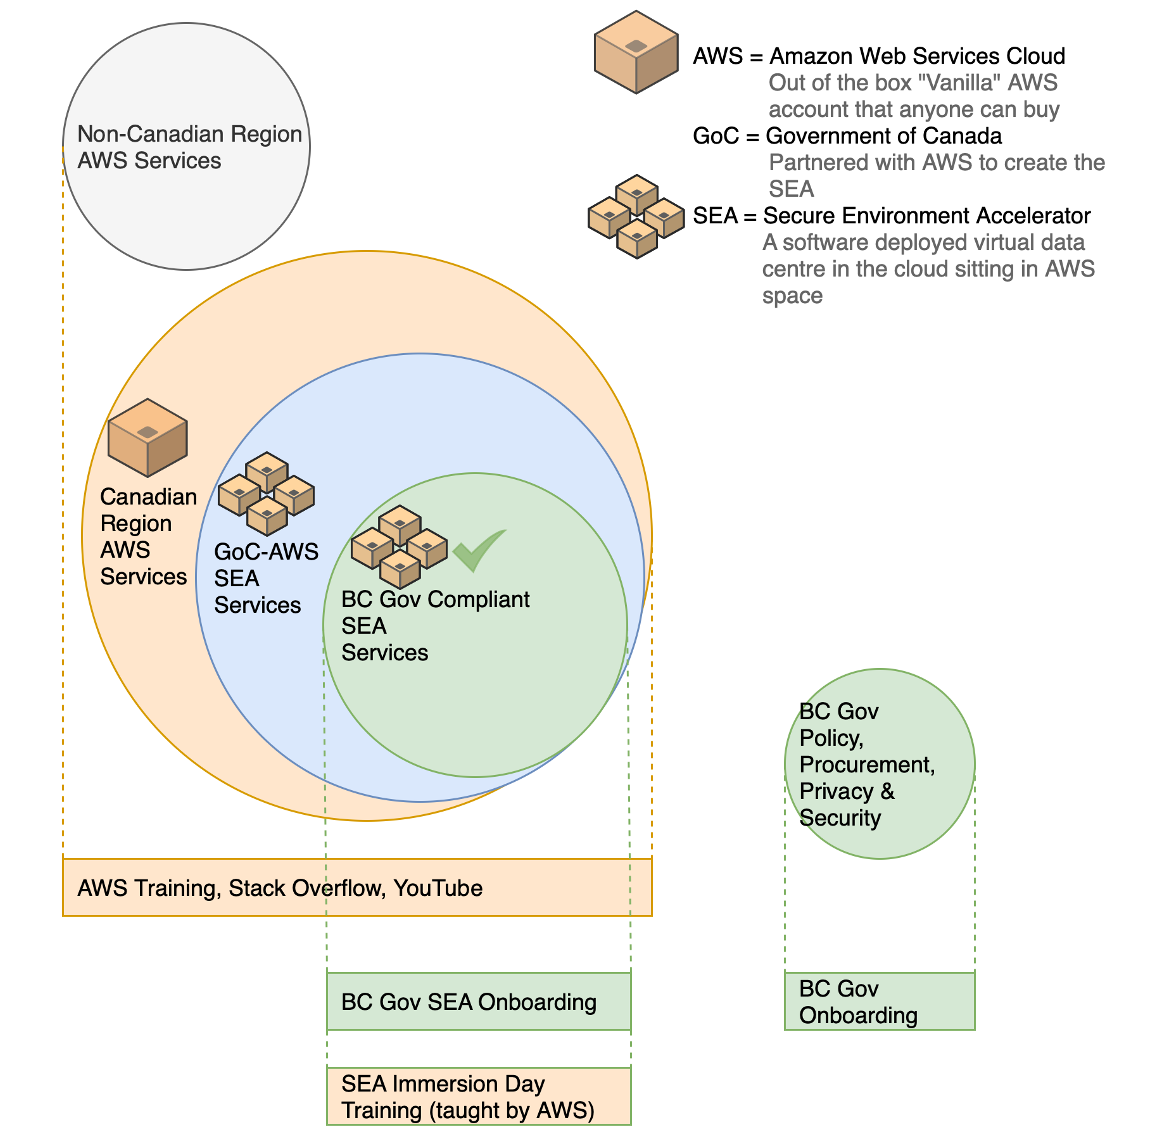 AWS = Amazon Web Services Cloud
Out of the box "Vanilla" AWS
account that anyone can buy
GoC = Government of Canada
Partnered with AWS to create the
SEA
SEA = Secure Environment Accelerator
A software deployed virtual data
centre in the cloud sitting in AWS
space
Non-Canadian Region
AWS Services
Canadian
Region
AWS
Services
GoC-AWS
SEA
Services
BC Gov Compliant
SEA
Services
BC Gov
Policy,
Procurement,
Privacy &
Security
AWS Training, Stack Overflow, YouTube
BC Gov SEA Onboarding
BC Gov
Onboarding
SEA Immersion Day
Training (taught by AWS)